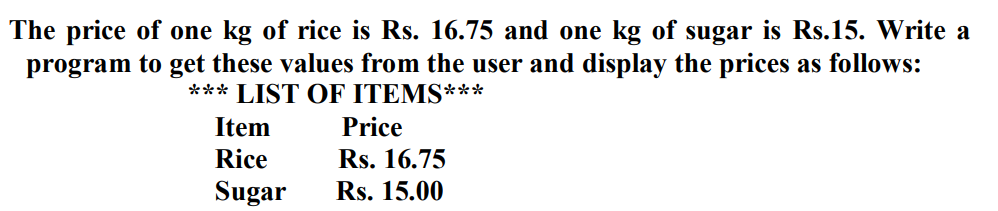 The price of one kg of rice is Rs. 16.75 and one kg of sugar is Rs.15. Write a
program to get these values from the user and display the prices as follows:
*** LIST OF ITEMS***
Item Price
Rice Rs. 16.75
Sugar Rs. 15.00